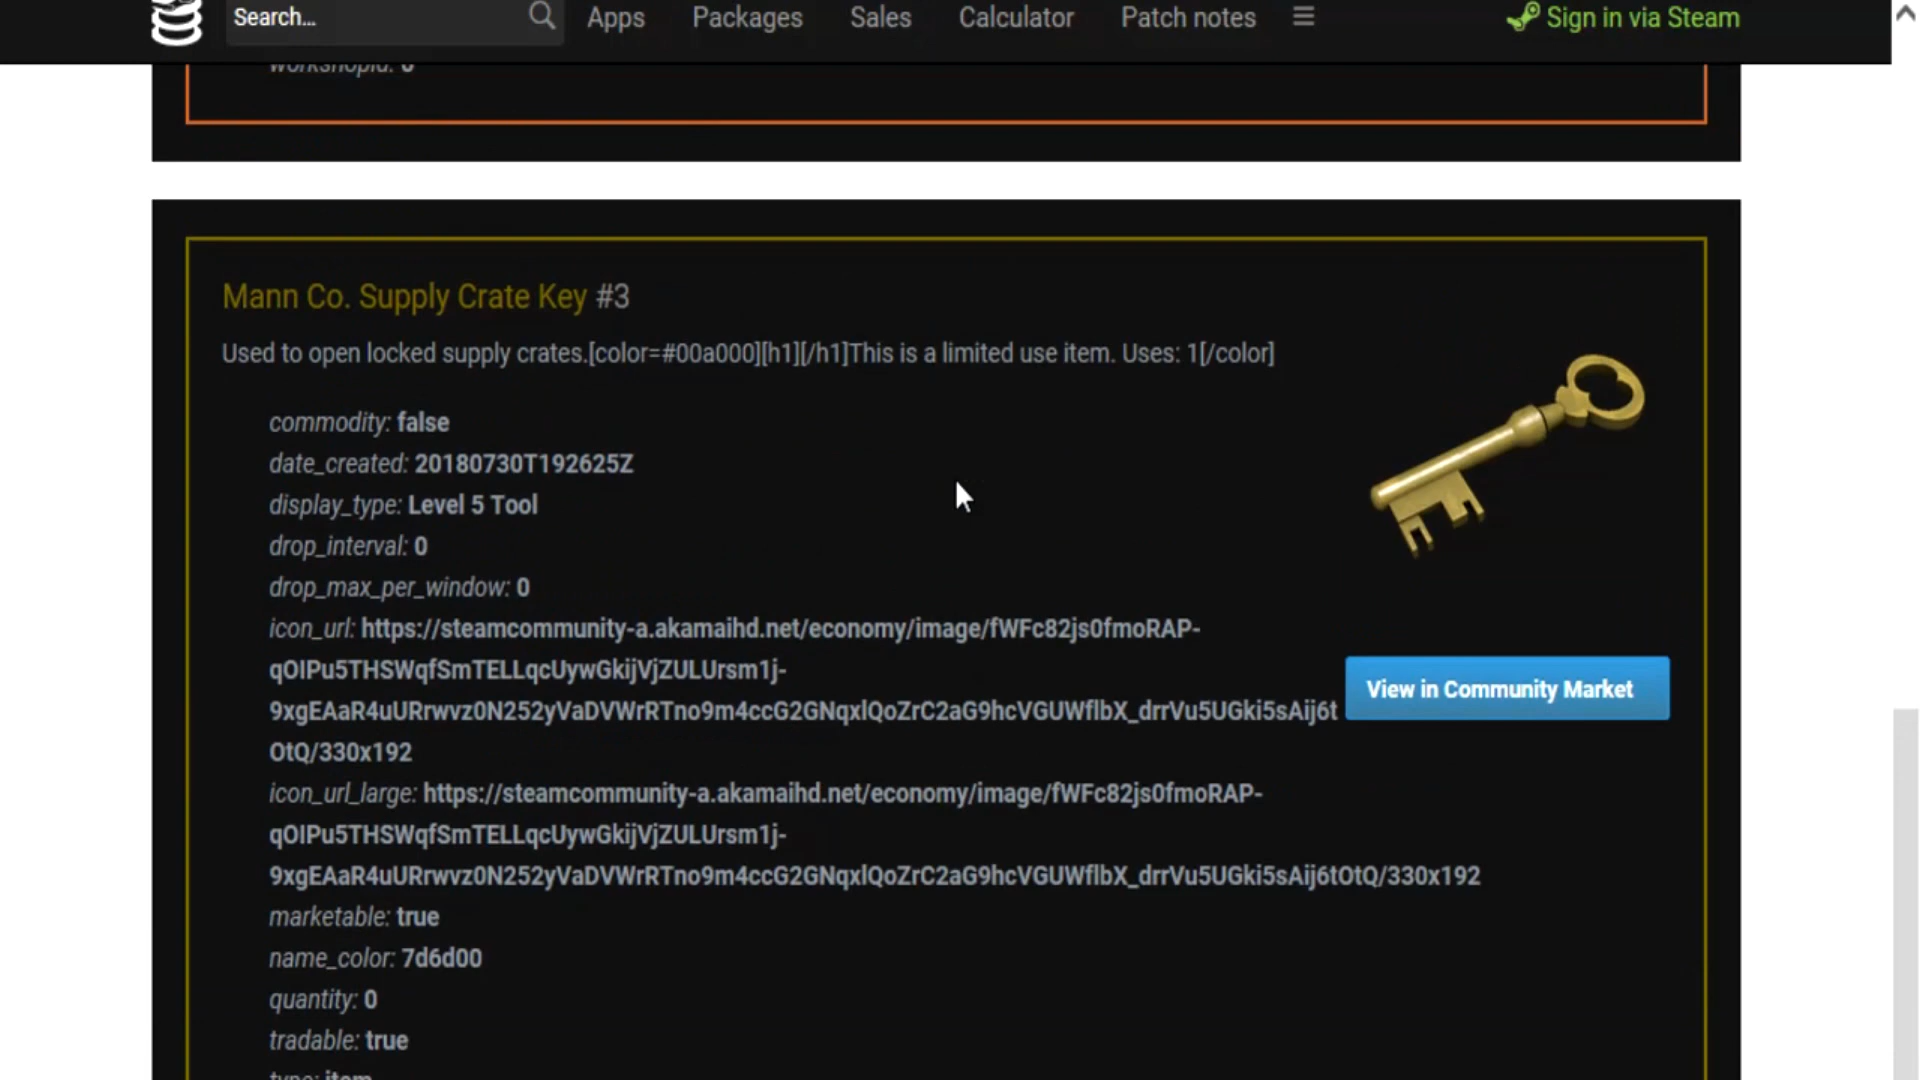 Search...
Apps
Packages
Sales
Calculator
Patch notes
Sign in via Steam
workshopid: 0
Mann Co. Supply Crate Key #3
Used to open locked supply crates.[color=#00a000][h1][/h1]This is a limited use item. Uses: 1[/color]
commodity: false
date_created: 20180730T192625Z
display_type: Level 5 Tool
drop_interval: 0
drop_max_per_window: 0
icon_url: https://steamcommunity-a.akamaihd.net/economy/image/fWFc82js0fmoRAP-
qOIPu5THSWqfSmTELLqcUywGkijVjZULUrsm1j-
9xgEAaR4uURrwvz0N252yVaDVWrRTno9m4ccG2GNqxlQoZrC2aG9hcVGUWflbX_drrVu5UGki5sAij6t
OtQ/330x192
View in Community Market
icon_url_large: https://steamcommunity-a.akamaihd.net/economy/image/fWFc82js0fmoRAP-
qOIPu5THSWqfSmTELLqcUywGkijVjZULUrsm1j-
9xgEAaR4uURrwvz0N252yVaDVWrRTno9m4ccG2GNqxlQoZrC2aG9hcVGUWflbX_drrVu5UGki5sAij6tOtQ/330x192
marketable: true
name_color: 7d6d00
quantity: 0
tradable: true
type: item